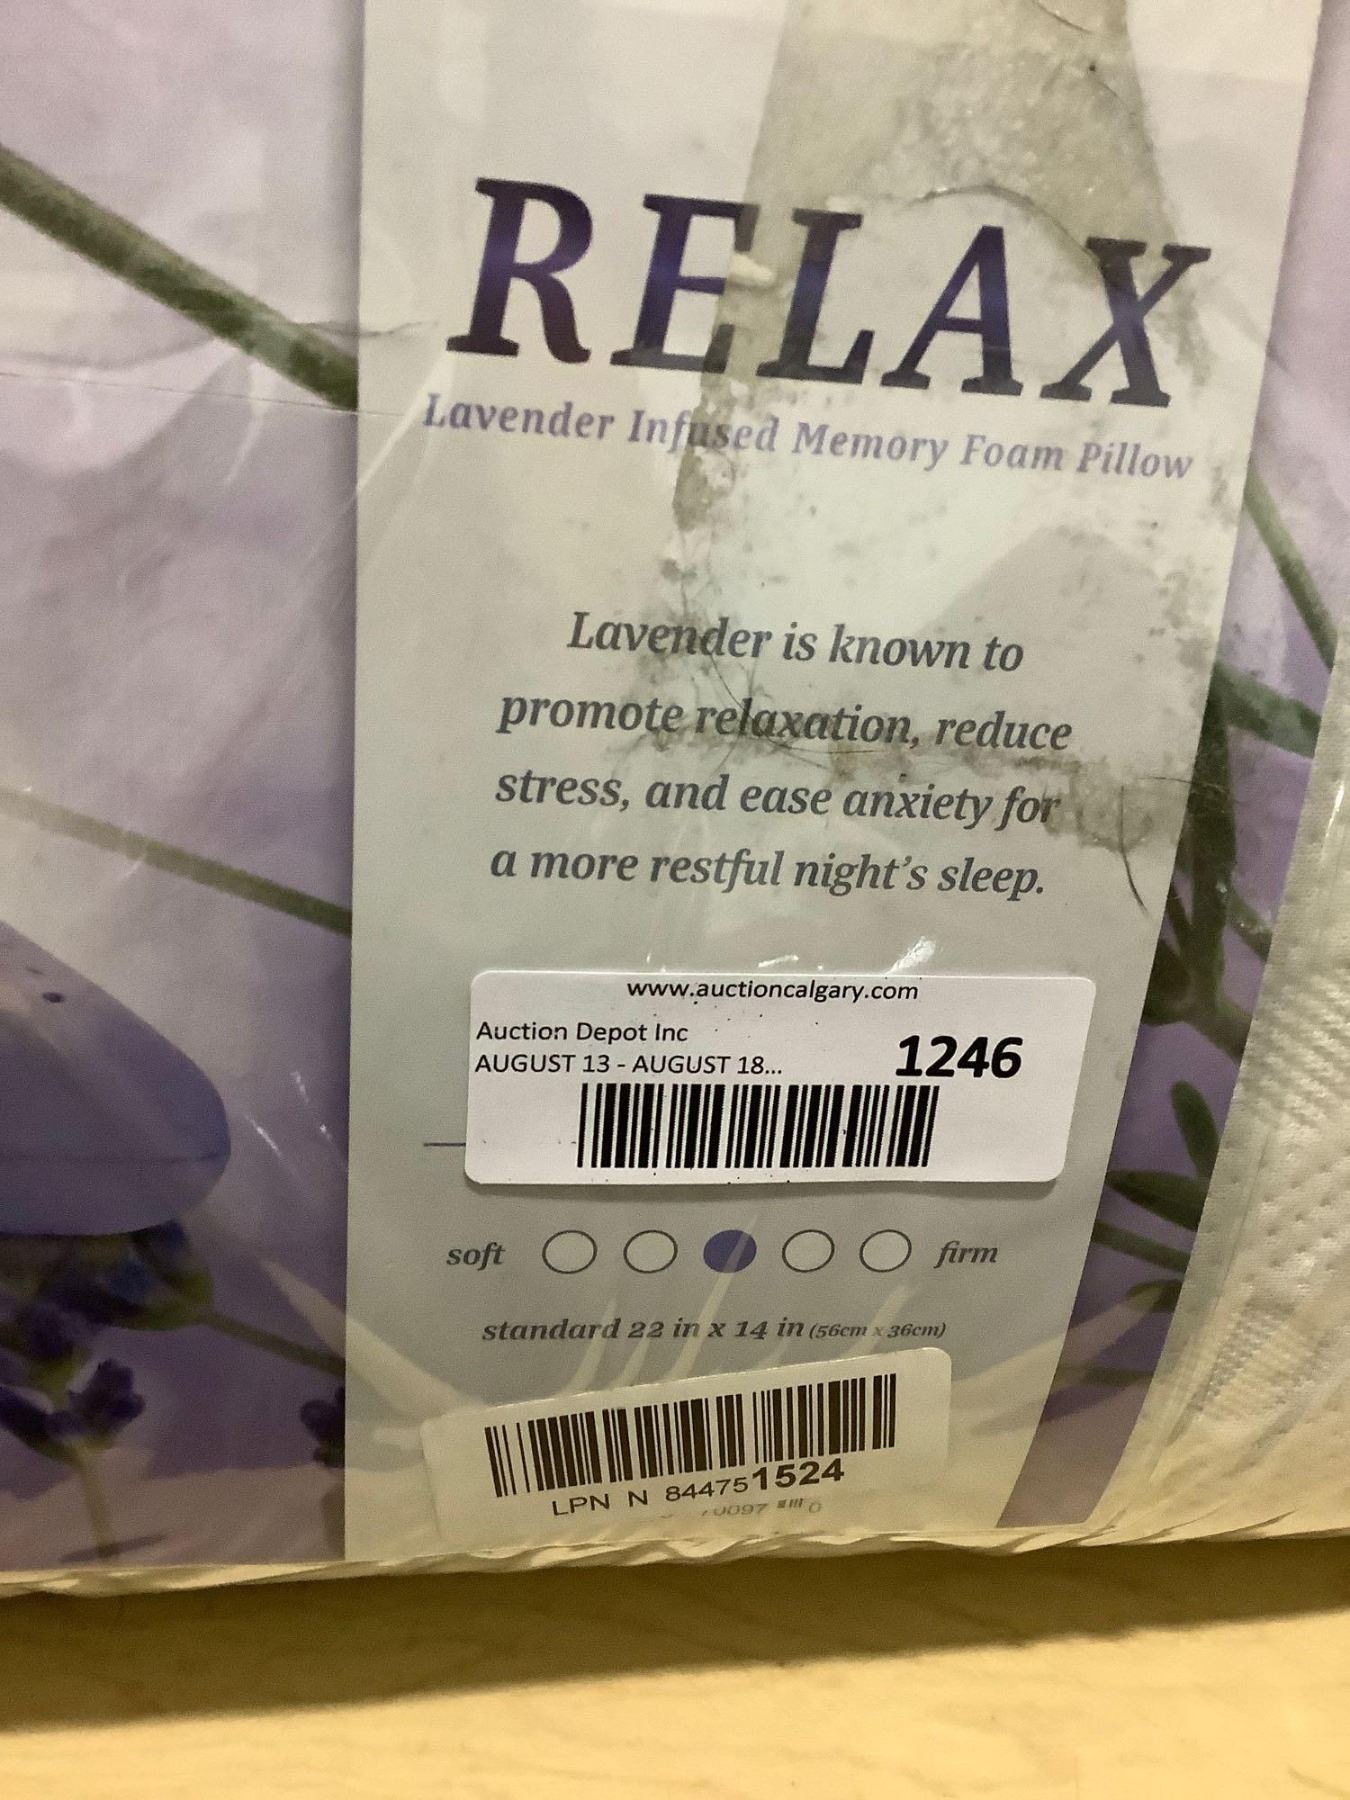 RELAX
Lavender Infused Memory Foam Pillow
Lavender is known to
promote relaxation, reduce
stress, and ease anxiety for
a more restful night's sleep.
www.auctioncalgary.com
Auction Depot Inc
1246
AUGUST 13 - AUGUST 18...
soft firm
standard 22 in x 14 in (56cm x 36cm)
LPN N 844751524